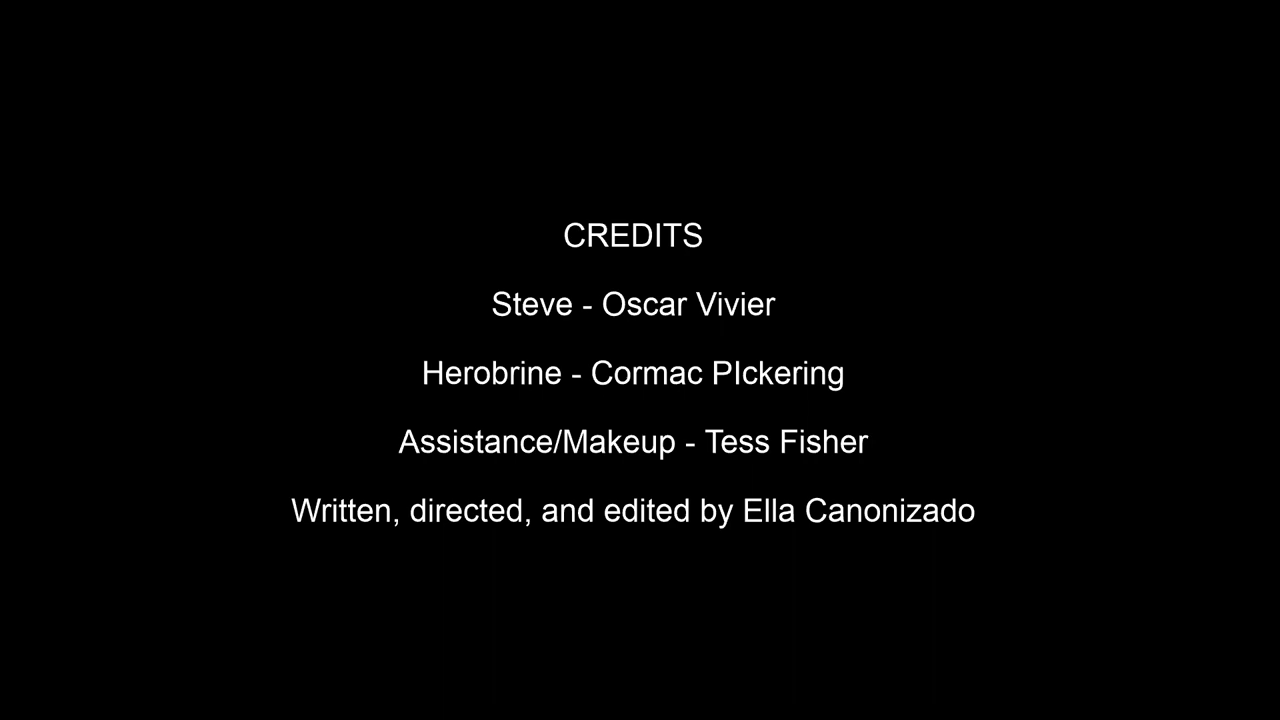 CREDITS
Steve - Oscar Vivier
Herobrine - Cormac PIckering
Assistance/Makeup - Tess Fisher
Written, directed, and edited by Ella Canonizado